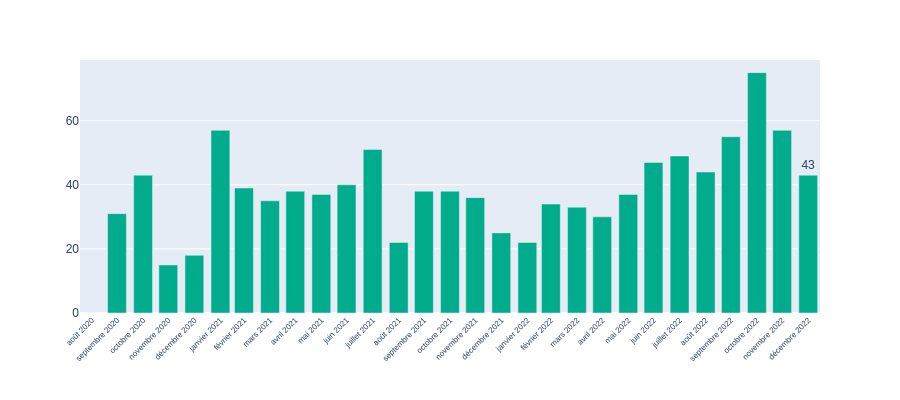 60
40
20
0
43
août 2020
septembre 2020
octobre 2020
novembre 2020
décembre 2020
janvier 2021
février 2021
mars 2021
avril 2021
mai 2021
juin 2021
juillet 2021
août 2021
septembre 2021
octobre 2021
novembre 2021
décembre 2021
janvier 2022
février 2022
mars 2022
avril 2022
mai 2022
juin 2022
juillet 2022
août 2022
septembre 2022
octobre 2022
novembre 2022
décembre 2022